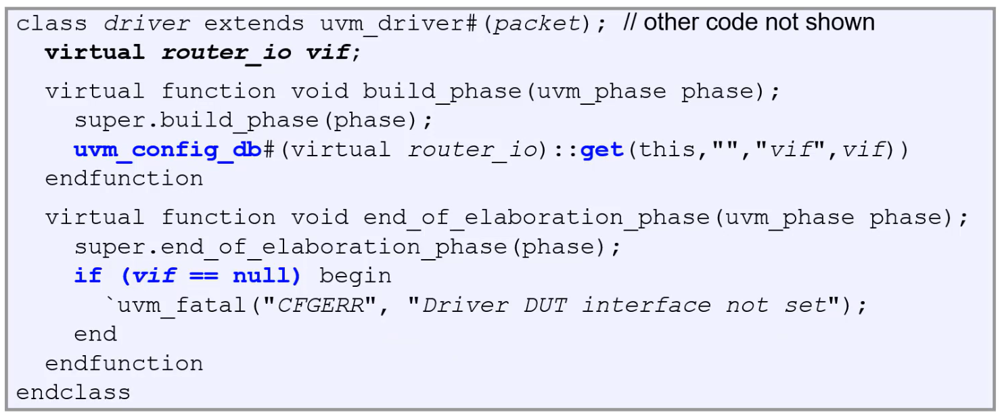 class driver extends uvm_driver#(packet); // other code not shown
virtual router_io vif;
virtual function void build_phase(uvm_phase phase);
super.build_phase(phase);
uvm_config_db#(virtual router_io)::get(this,"","vif",vif))
endfunction
virtual function void end_of_elaboration_phase(uvm_phase phase);
super.end_of_elaboration_phase(phase);
if (vif == null) begin
`uvm_fatal("CFGERR", "Driver DUT interface not set");
end
endfunction
endclass